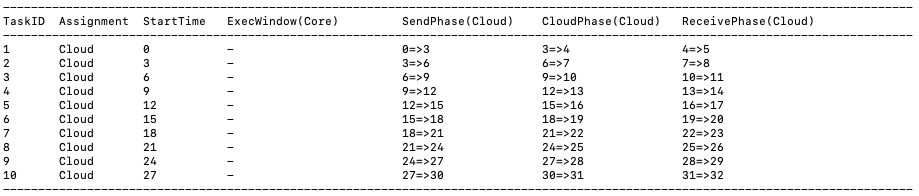 TaskID Assignment StartTime ExecWindow(Core) SendPhase(Cloud) CloudPhase(Cloud) ReceivePhase(Cloud)
1 Cloud 0 - 0=>3 3=>4 4=>5
2 Cloud 3 - 3=>6 6=>7 7=>8
3 Cloud 6 - 6=>9 9=>10 10=>11
4 Cloud 9 - 9=>12 12=>13 13=>14
5 Cloud 12 - 12=>15 15=>16 16=>17
6 Cloud 15 - 15=>18 18=>19 19=>20
7 Cloud 18 - 18=>21 21=>22 22=>23
8 Cloud 21 - 21=>24 24=>25 25=>26
9 Cloud 24 - 24=>27 27=>28 28=>29
10 Cloud 27 - 27=>30 30=>31 31=>32